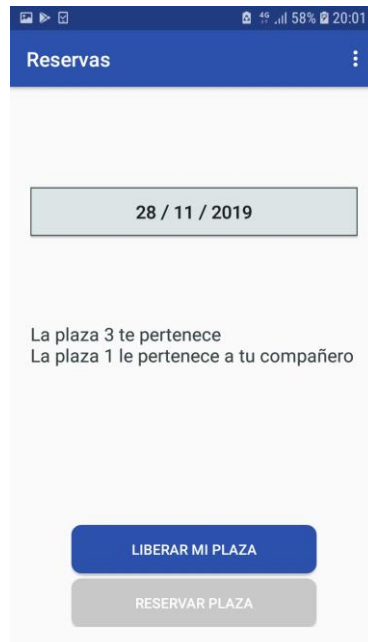 4G 58% 20:01
Reservas
28 / 11 / 2019
La plaza 3 te pertenece
La plaza 1 le pertenece a tu compañero
LIBERAR MI PLAZA
RESERVAR PLAZA